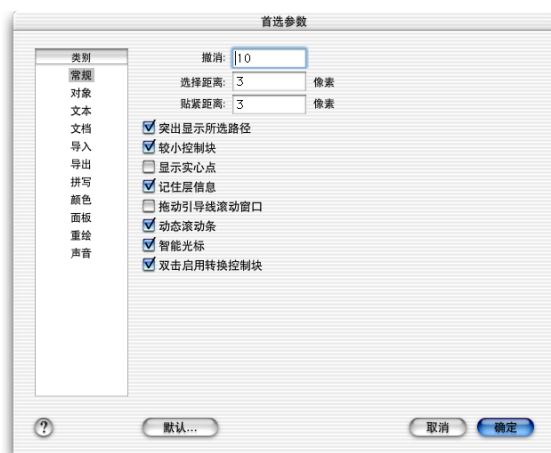 首选参数
类别
常规
对象
文本
文档
导入
导出
拼写
颜色
面板
重绘
声音
撤消: 10
选择距离: 3 像素
贴紧距离: 3 像素
突出显示所选路径
较小控制块
显示实心点
记住层信息
拖动引导线滚动窗口
动态滚动条
智能光标
双击启用转换控制块
?
默认...
取消
确定